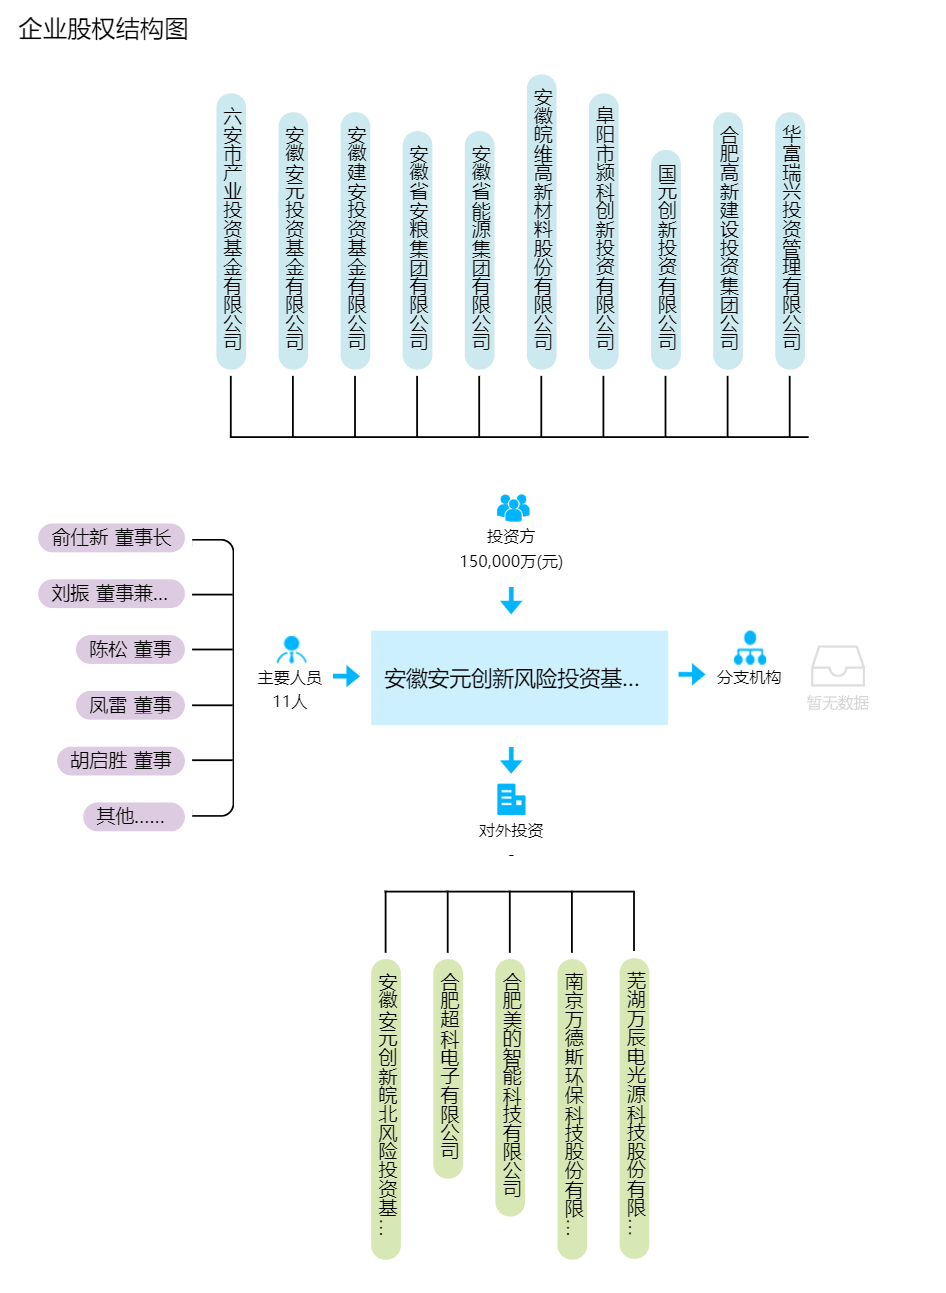 企业股权结构图
六安市产业投资基金有限公司
安徽安元投资基金有限公司
安徽建安投资基金有限公司
安徽省安粮集团有限公司
安徽省能源集团有限公司
安徽皖维高新材料股份有限公司
阜阳市颍科创新投资有限公司
国元创新投资有限公司
合肥高新建设投资集团公司
华富瑞兴投资管理有限公司
投资方
150,000万(元)
俞仕新 董事长
刘振 董事兼...
陈松 董事
凤雷 董事
胡启胜 董事
其他......
主要人员
11人
安徽安元创新风险投资基...
分支机构
暂无数据
对外投资
-
安徽安元创新皖北风险投资基...
合肥超科电子有限公司
合肥美的智能科技有限公司
南京万德斯环保科技股份有限...
芜湖万辰电光源科技股份有限...